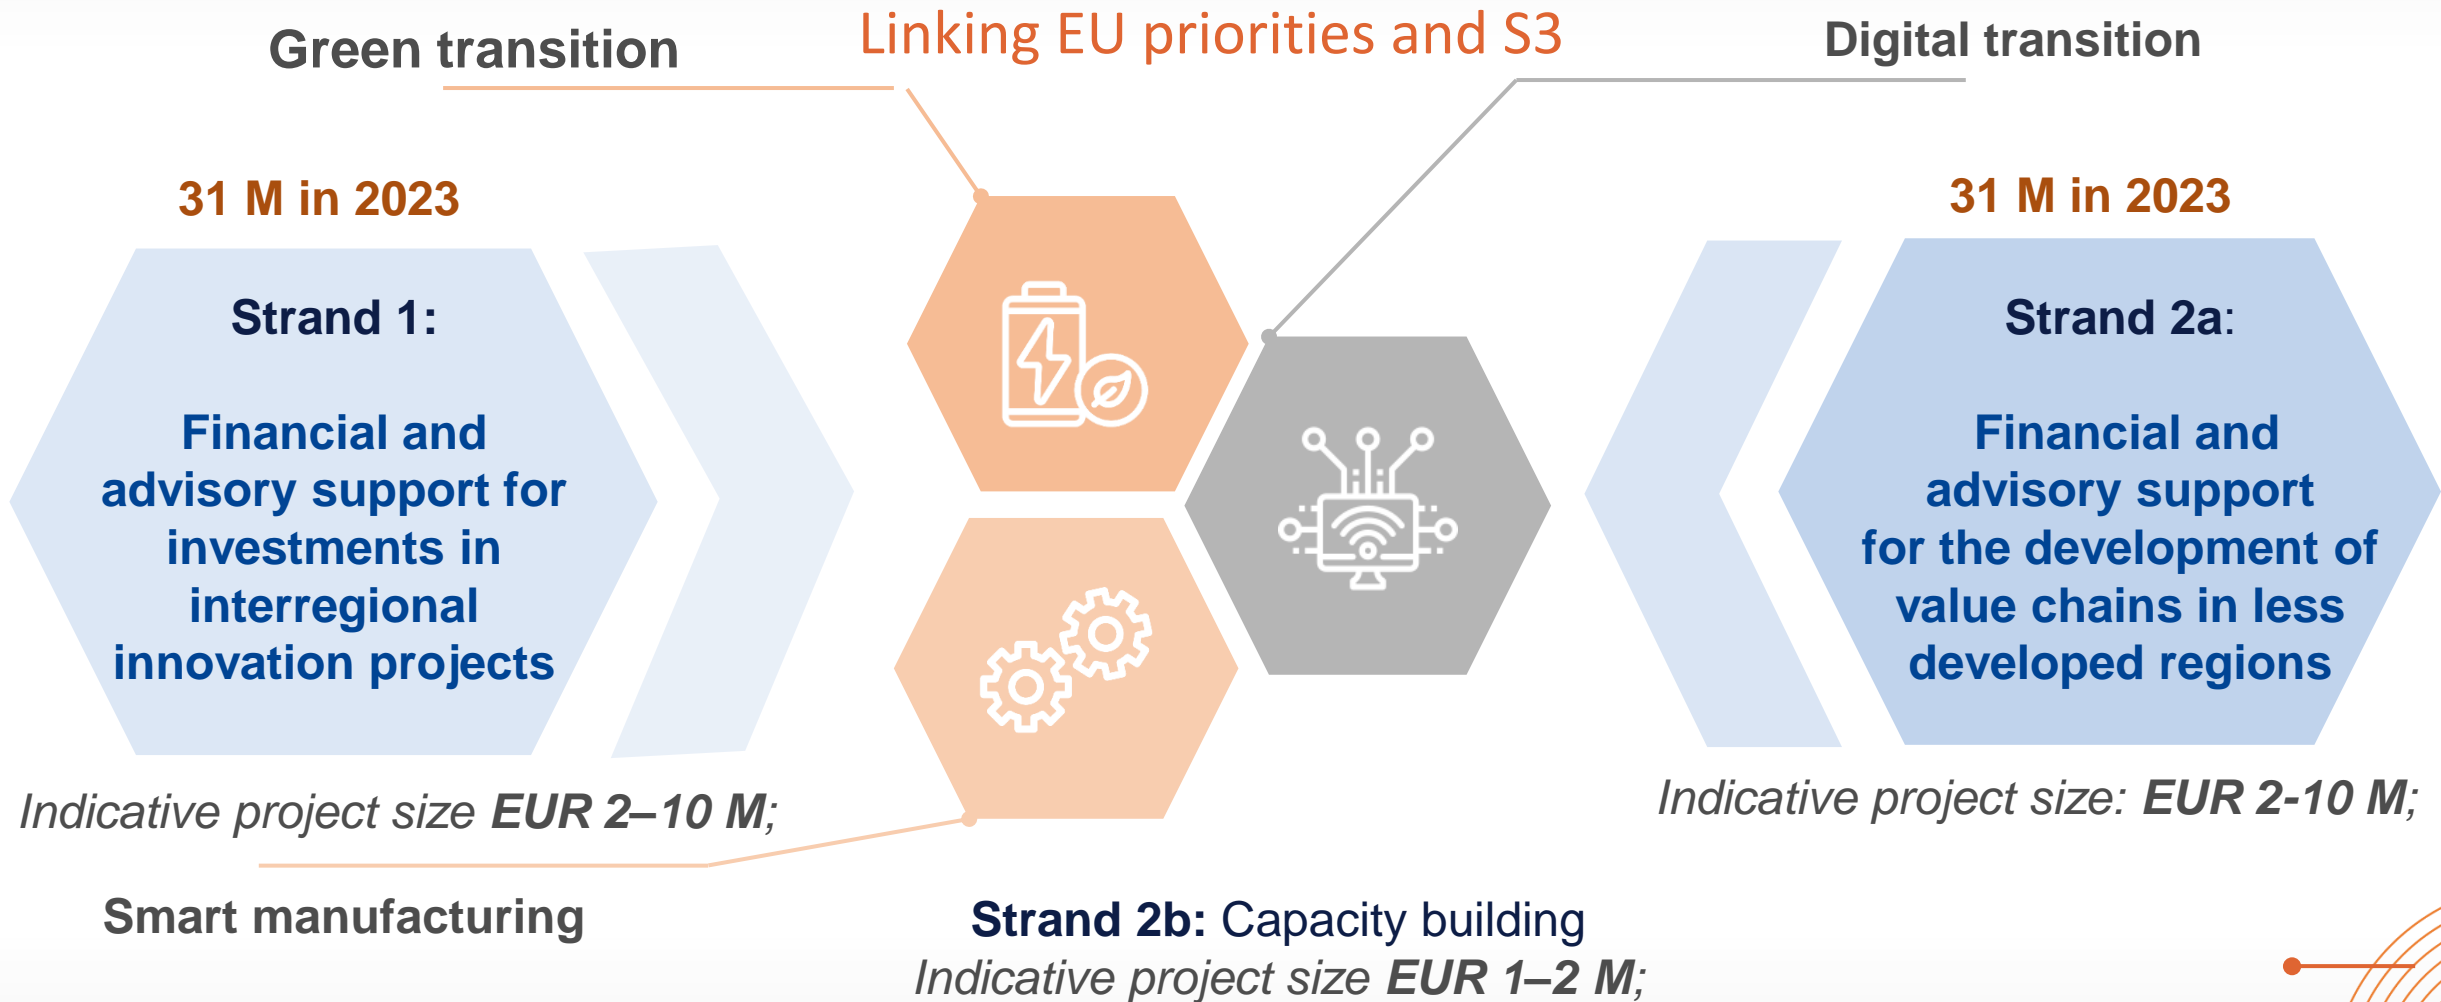 Linking EU priorities and S3
Green transition
Digital transition
31 M in 2023
Strand 1:
Financial and
advisory support for
investments in
interregional
innovation projects
Indicative project size EUR 2–10 M;
31 M in 2023
Strand 2a:
Financial and
advisory support
for the development of
value chains in less
developed regions
Indicative project size: EUR 2-10 M;
Smart manufacturing
Strand 2b: Capacity building
Indicative project size EUR 1–2 M;